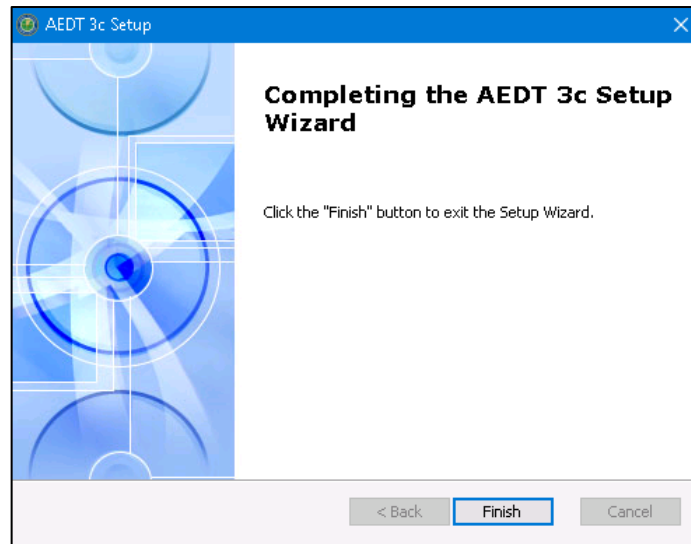 AEDT 3c Setup
Completing the AEDT 3c Setup
Wizard
Click the "Finish" button to exit the Setup Wizard.
< Back
Finish
Cancel